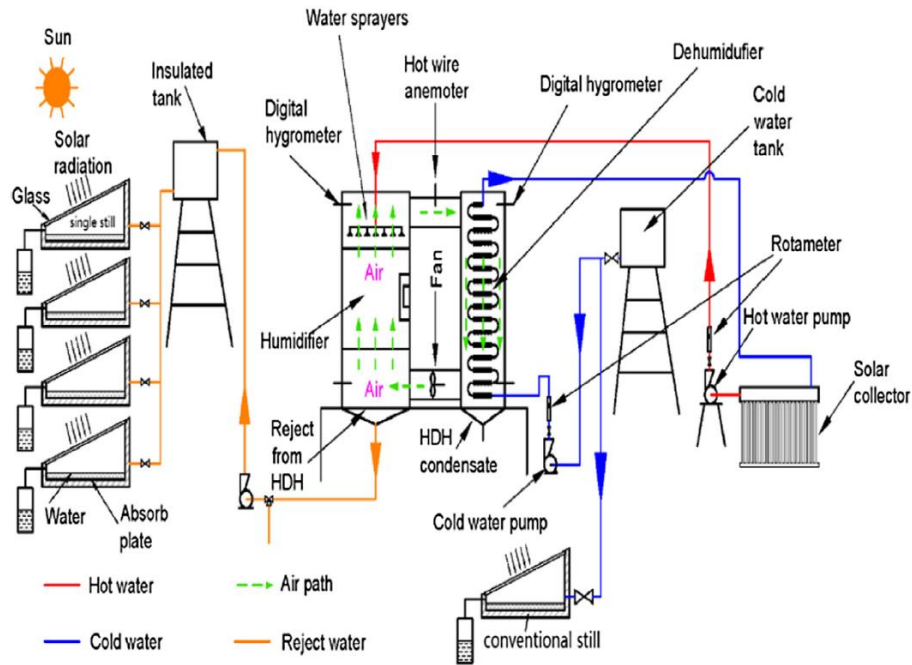 Sun
Water sprayers
Insulated
tank
Hot wire
anemoter
Dehumidufier
Digital
hygrometer
Digital hygrometer
Cold
water
tank
Solar
radiation
Glass
single still
Air
Fan
Rotameter
Humidifier
Hot water pump
Air
Solar
collector
Reject
from
HDH
HDH
condensate
Water
Absorb
plate
Cold water pump
Hot water
Air path
Cold water
Reject water
conventional still